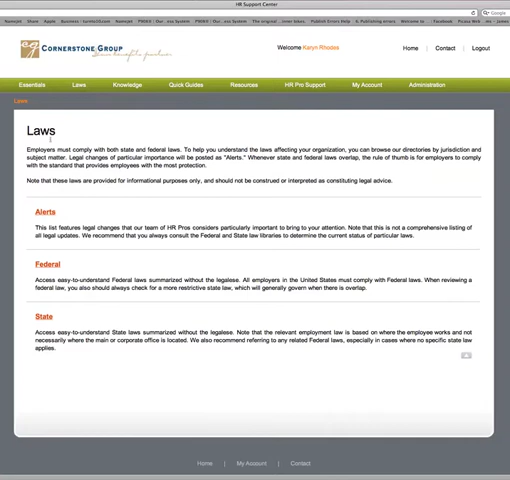 HR Support Center
Google
CORNERSTONE GROUP
Welcome Karyn Rhodes
Home | Contact | Logout
Essentials Laws Knowledge Quick Guides Resources HR Pro Support My Account Administration
Laws
Laws
Employers must comply with both state and federal laws. To help you understand the laws affecting your organization, you can browse our directories by jurisdiction and
subject matter. Legal changes of particular importance will be posted as "Alerts." Whenever state and federal laws overlap, the rule of thumb is for employers to comply
with the standard that provides employees with the most protection.
Note that these laws are provided for informational purposes only, and should not be construed or interpreted as constituting legal advice.
Alerts
This list features legal changes that our team of HR Pros considers particularly important to bring to your attention. Note that this is not a comprehensive listing of
all legal updates. We recommend that you always consult the Federal and State law libraries to determine the current status of particular laws.
Federal
Access easy-to-understand Federal laws summarized without the legalese. All employers in the United States must comply with Federal laws. When reviewing a
federal law, you also should always check for a more restrictive state law, which will generally govern when there is overlap.
State
Access easy-to-understand State laws summarized without the legalese. Note that the relevant employment law is based on where the employee works and not
necessarily where the main or corporate office is located. We also recommend referring to any related Federal laws, especially in cases where no specific state law
applies.
Home | My Account | Contact